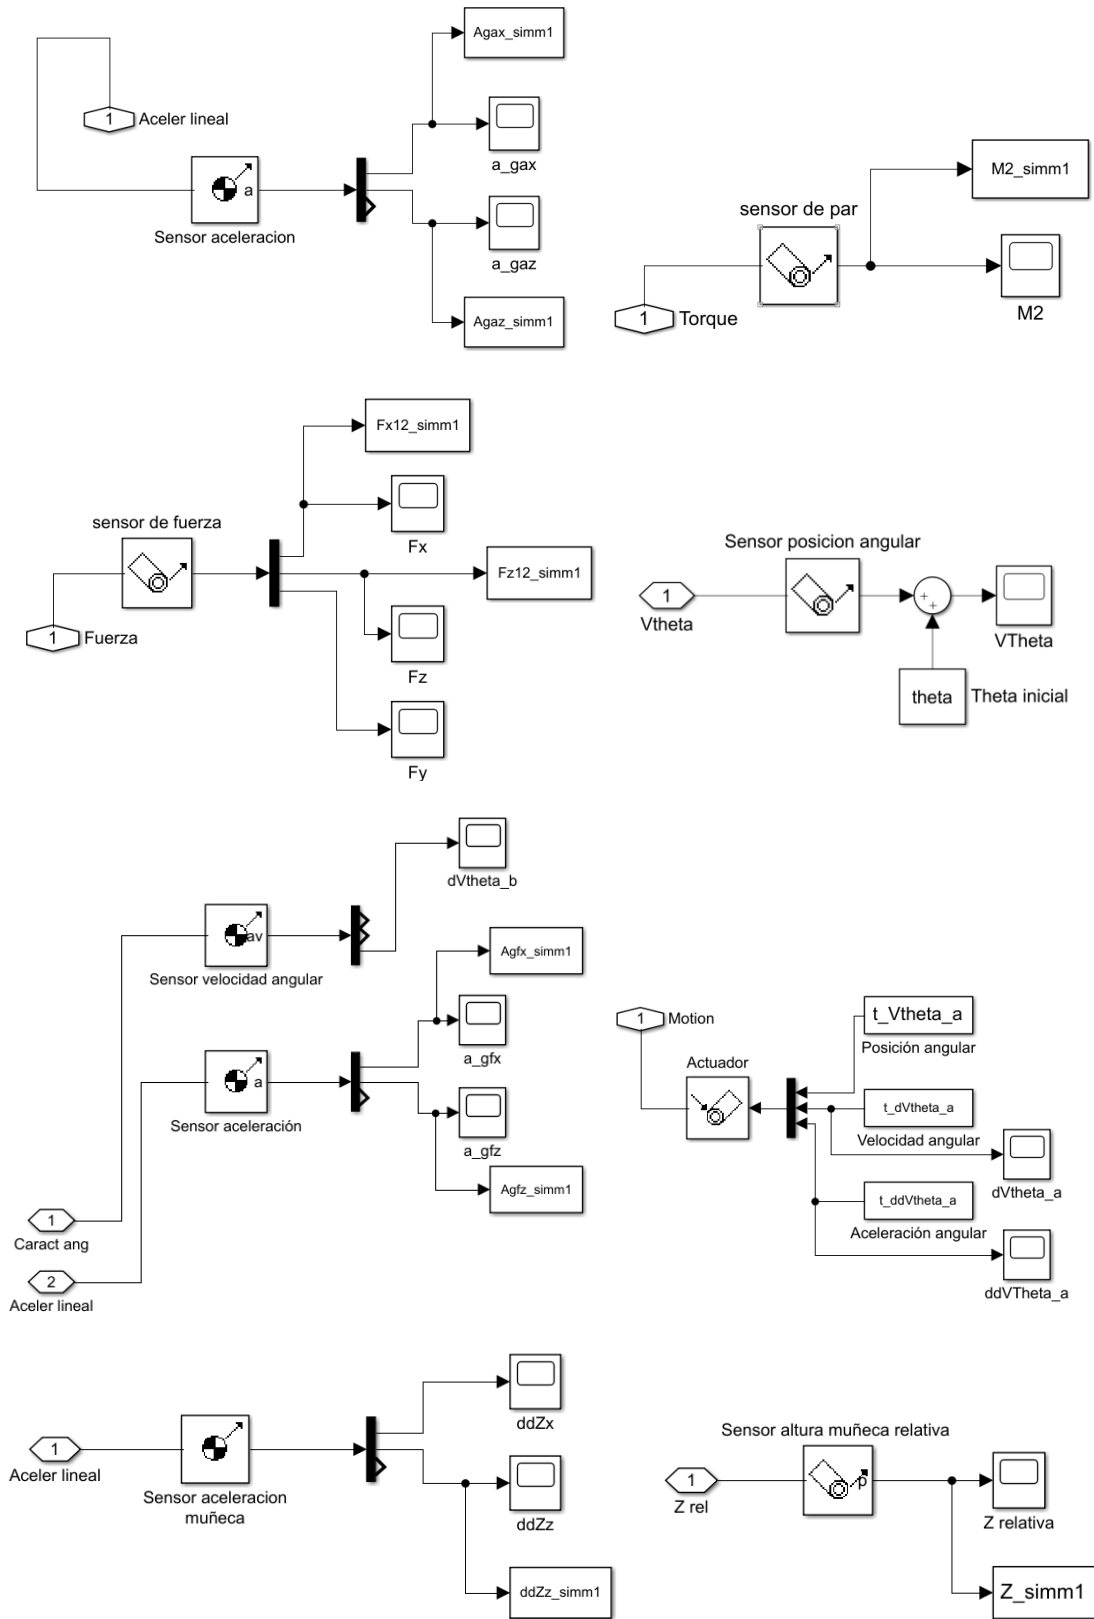 Agax_simm1
1
Aceler lineal
a_gax
a
Sensor aceleracion
a_gaz
Agaz_simm1
M2_simm1
sensor de par
1
Torque
M2
Fx12_simm1
sensor de fuerza
Fx
Fz12_simm1
1
Fuerza
Fz
Fy
Sensor posicion angular
1
Vtheta
+
+
VTheta
theta
Theta inicial
dVtheta_b
av
Sensor velocidad angular
Agfx_simm1
a_gfx
a
Sensor aceleración
a_gfz
Agfz_simm1
1
Caract ang
2
Aceler lineal
1
Motion
t_Vtheta_a
Posición angular
Actuador
t_dVtheta_a
Velocidad angular
dVtheta_a
t_ddVtheta_a
Aceleración angular
ddVTheta_a
ddZx
1
Aceler lineal
Sensor aceleracion
muñeca
ddZz
ddZz_simm1
Sensor altura muñeca relativa
1
Z rel
p
Z relativa
Z_simm1